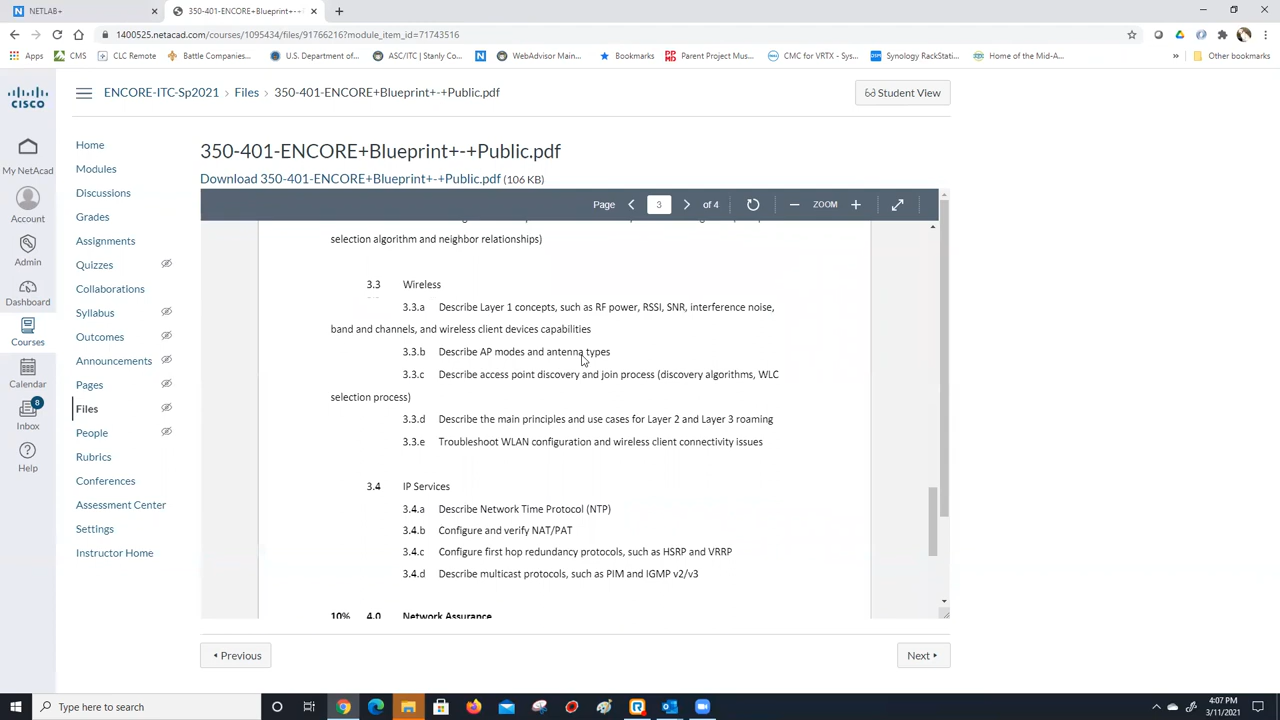 NETLAB+
350-401-ENCORE+Blueprint+-+
1400525.netacad.com/courses/1095434/files/91766216?module_item_id=71743516
Apps
CMS
CLC Remote
Battle Companies...
U.S. Department of...
ASC/ITC | Stanly Co...
WebAdvisor Main...
Bookmarks
Parent Project Mus...
CMC for VRTX - Sys...
Synology RackStati...
Home of the Mid-A...
»
Other bookmarks
CISCO
My NetAcad
Account
Admin
Dashboard
Courses
Calendar
8
Inbox
Help
ENCORE-ITC-Sp2021 › Files › 350-401-ENCORE+Blueprint+-+Public.pdf
Student View
Home
Modules
Discussions
Grades
Assignments
Quizzes
Collaborations
Syllabus
Outcomes
Announcements
Pages
Files
People
Rubrics
Conferences
Assessment Center
Settings
Instructor Home
350-401-ENCORE+Blueprint+-+Public.pdf
Download 350-401-ENCORE+Blueprint+-+Public.pdf (106 KB)
Page 3 of 4 ZOOM
selection algorithm and neighbor relationships)
3.3 Wireless
3.3.a Describe Layer 1 concepts, such as RF power, RSSI, SNR, interference noise,
band and channels, and wireless client devices capabilities
3.3.b Describe AP modes and antenna types
3.3.c Describe access point discovery and join process (discovery algorithms, WLC
selection process)
3.3.d Describe the main principles and use cases for Layer 2 and Layer 3 roaming
3.3.e Troubleshoot WLAN configuration and wireless client connectivity issues
3.4 IP Services
3.4.a Describe Network Time Protocol (NTP)
3.4.b Configure and verify NAT/PAT
3.4.c Configure first hop redundancy protocols, such as HSRP and VRRP
3.4.d Describe multicast protocols, such as PIM and IGMP v2/v3
10% 4.0 Network Assurance
Previous
Next
Type here to search
4:07 PM
3/11/2021